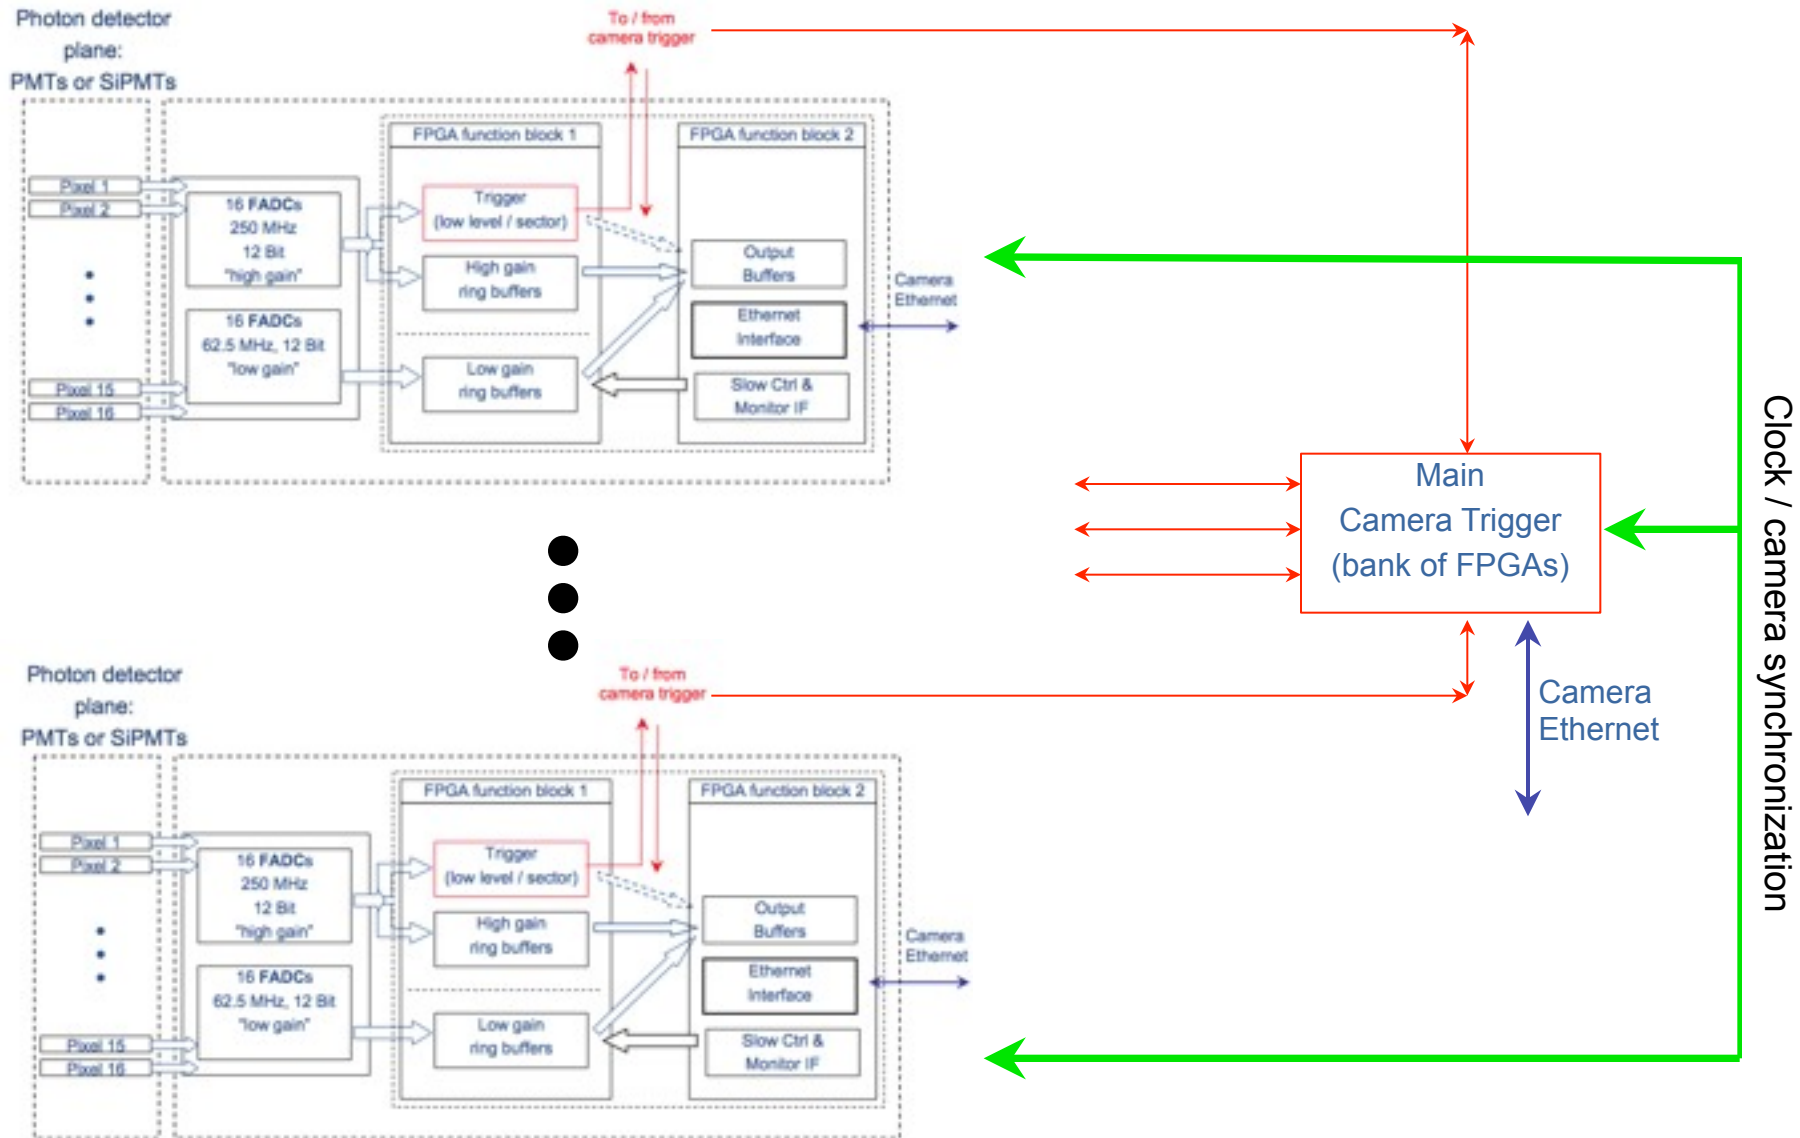 Photon detector
plane:
PMTs or SiPMTs
To / from
camera trigger
FPGA function block 1
FPGA function block 2
Pixel 1
Pixel 2
Pixel 15
Pixel 16
16 FADCs
250 MHz
12 Bit
"high gain"
16 FADCs
62.5 MHz, 12 Bit
"low gain"
Trigger
(low level / sector)
High gain
ring buffers
Low gain
ring buffers
Output
Buffers
Ethernet
Interface
Slow Ctrl &
Monitor IF
Camera
Ethernet
Main
Camera Trigger
(bank of FPGAs)
Camera
Ethernet
Clock / camera synchronization
Photon detector
plane:
PMTs or SiPMTs
To / from
camera trigger
FPGA function block 1
FPGA function block 2
Pixel 1
Pixel 2
Pixel 15
Pixel 16
16 FADCs
250 MHz
12 Bit
"high gain"
16 FADCs
62.5 MHz, 12 Bit
"low gain"
Trigger
(low level / sector)
High gain
ring buffers
Low gain
ring buffers
Output
Buffers
Ethernet
Interface
Slow Ctrl &
Monitor IF
Camera
Ethernet